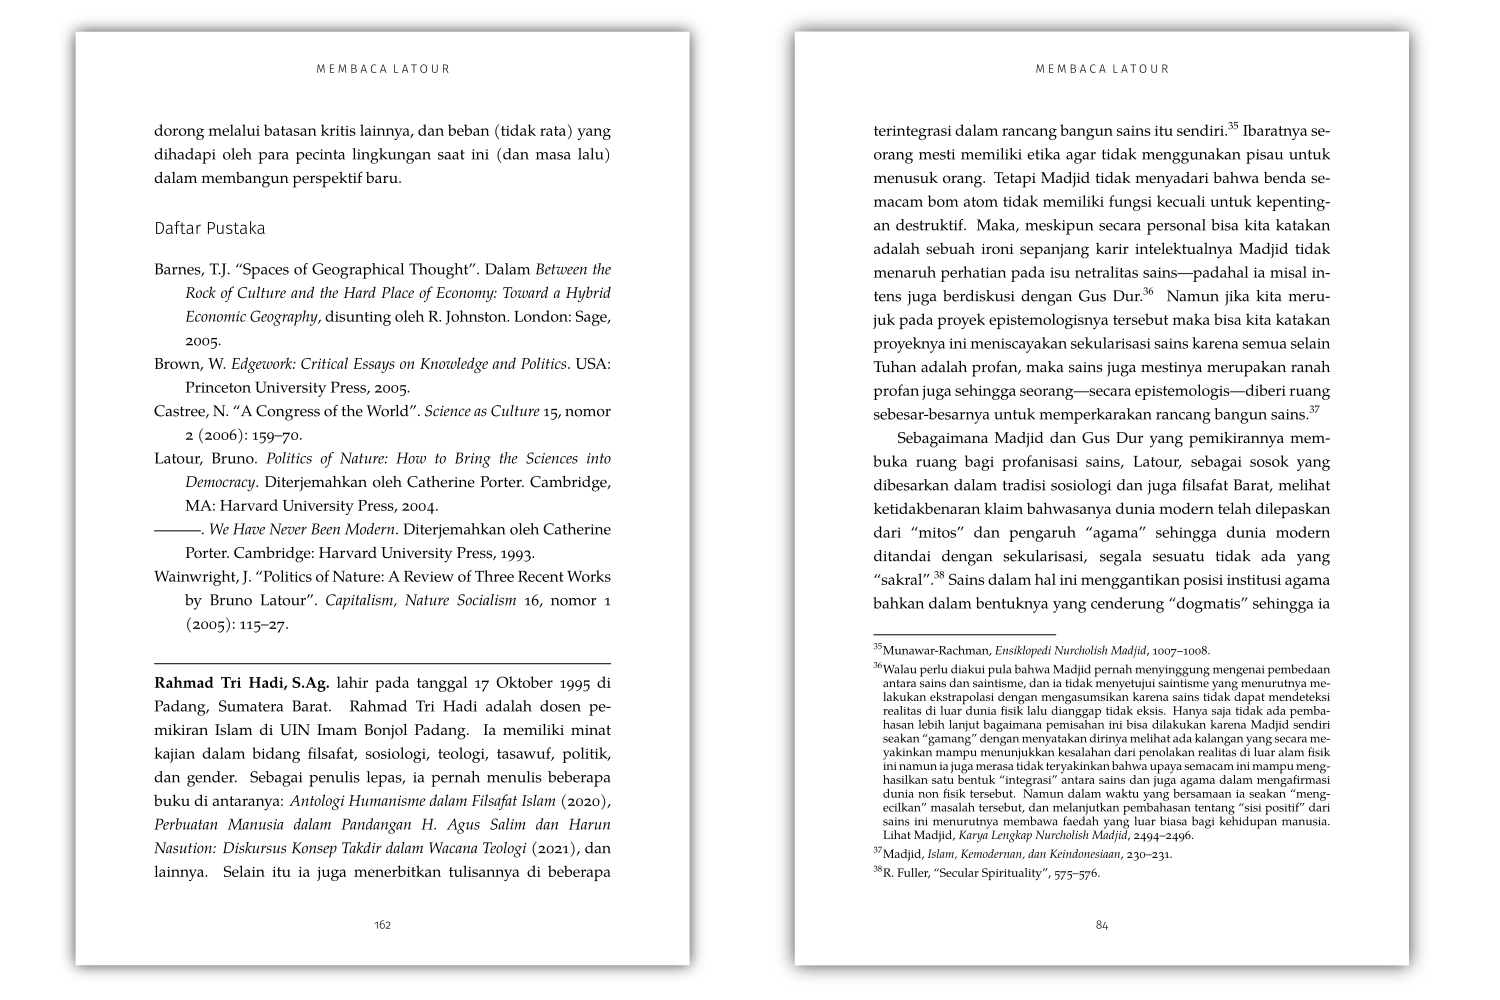 MEMBACA LATOUR
dorong melalui batasan kritis lainnya, dan beban (tidak rata) yang
dihadapi oleh para pecinta lingkungan saat ini (dan masa lalu)
dalam membangun perspektif baru.
Daftar Pustaka
Barnes, T.J. “Spaces of Geographical Thought”. Dalam Between the
Rock of Culture and the Hard Place of Economy: Toward a Hybrid
Economic Geography, disunting oleh R. Johnston. London: Sage,
2005.
Brown, W. Edgework: Critical Essays on Knowledge and Politics. USA:
Princeton University Press, 2005.
Castree, N. “A Congress of the World”. Science as Culture 15, nomor
2 (2006): 159–70.
Latour, Bruno. Politics of Nature: How to Bring the Sciences into
Democracy. Diterjemahkan oleh Catherine Porter. Cambridge,
MA: Harvard University Press, 2004.
———. We Have Never Been Modern. Diterjemahkan oleh Catherine
Porter. Cambridge: Harvard University Press, 1993.
Wainwright, J. “Politics of Nature: A Review of Three Recent Works
by Bruno Latour”. Capitalism, Nature Socialism 16, nomor 1
(2005): 115–27.
Rahmad Tri Hadi, S.Ag. lahir pada tanggal 17 Oktober 1995 di
Padang, Sumatera Barat. Rahmad Tri Hadi adalah dosen pe-
mikiran Islam di UIN Imam Bonjol Padang. Ia memiliki minat
kajian dalam bidang filsafat, sosiologi, teologi, tasawuf, politik,
dan gender. Sebagai penulis lepas, ia pernah menulis beberapa
buku di antaranya: Antologi Humanisme dalam Filsafat Islam (2020),
Perbuatan Manusia dalam Pandangan H. Agus Salim dan Harun
Nasution: Diskursus Konsep Takdir dalam Wacana Teologi (2021), dan
lainnya. Selain itu ia juga menerbitkan tulisannya di beberapa
162
MEMBACA LATOUR
terintegrasi dalam rancang bangun sains itu sendiri.35 Ibaratnya se-
orang mesti memiliki etika agar tidak menggunakan pisau untuk
menusuk orang. Tetapi Madjid tidak menyadari bahwa benda se-
macam bom atom tidak memiliki fungsi kecuali untuk kepenting-
an destruktif. Maka, meskipun secara personal bisa kita katakan
adalah sebuah ironi sepanjang karir intelektualnya Madjid tidak
menaruh perhatian pada isu netralitas sains—padahal ia misal in-
tens juga berdiskusi dengan Gus Dur.36 Namun jika kita meru-
juk pada proyek epistemologisnya tersebut maka bisa kita katakan
proyeknya ini meniscayakan sekularisasi sains karena semua selain
Tuhan adalah profan, maka sains juga mestinya merupakan ranah
profan juga sehingga seorang—secara epistemologis—diberi ruang
sebesar-besarnya untuk memperkarakan rancang bangun sains.37
Sebagaimana Madjid dan Gus Dur yang pemikirannya mem-
buka ruang bagi profanisasi sains, Latour, sebagai sosok yang
dibesarkan dalam tradisi sosiologi dan juga filsafat Barat, melihat
ketidakbenaran klaim bahwasanya dunia modern telah dilepaskan
dari “mitos” dan pengaruh “agama” sehingga dunia modern
ditandai dengan sekularisasi, segala sesuatu tidak ada yang
“sakral”.38 Sains dalam hal ini menggantikan posisi institusi agama
bahkan dalam bentuknya yang cenderung “dogmatis” sehingga ia
35Munawar-Rachman, Ensiklopedi Nurcholish Madjid, 1007–1008.
36Walau perlu diakui pula bahwa Madjid pernah menyinggung mengenai pembedaan
antara sains dan saintisme, dan ia tidak menyetujui saintisme yang menurutnya me-
lakukan ekstrapolasi dengan mengasumsikan karena sains tidak dapat mendeteksi
realitas di luar dunia fisik lalu dianggap tidak eksis. Hanya saja tidak ada pemba-
hasan lebih lanjut bagaimana pemisahan ini bisa dilakukan karena Madjid sendiri
seakan “gamang” dengan menyatakan dirinya melihat ada kalangan yang secara me-
yakinkan mampu menunjukkan kesalahan dari penolakan realitas di luar alam fisik
ini namun ia juga merasa tidak teryakinkan bahwa upaya semacam ini mampu meng-
hasilkan satu bentuk “integrasi” antara sains dan juga agama dalam mengafirmasi
dunia non fisik tersebut. Namun dalam waktu yang bersamaan ia seakan “meng-
ecilkan” masalah tersebut, dan melanjutkan pembahasan tentang “sisi positif” dari
sains ini menurutnya membawa faedah yang luar biasa bagi kehidupan manusia.
Lihat Madjid, Karya Lengkap Nurcholish Madjid, 2494–2496.
37Madjid, Islam, Kemodernan, dan Keindonesiaan, 230–231.
38R. Fuller, “Secular Spirituality”, 575–576.
84